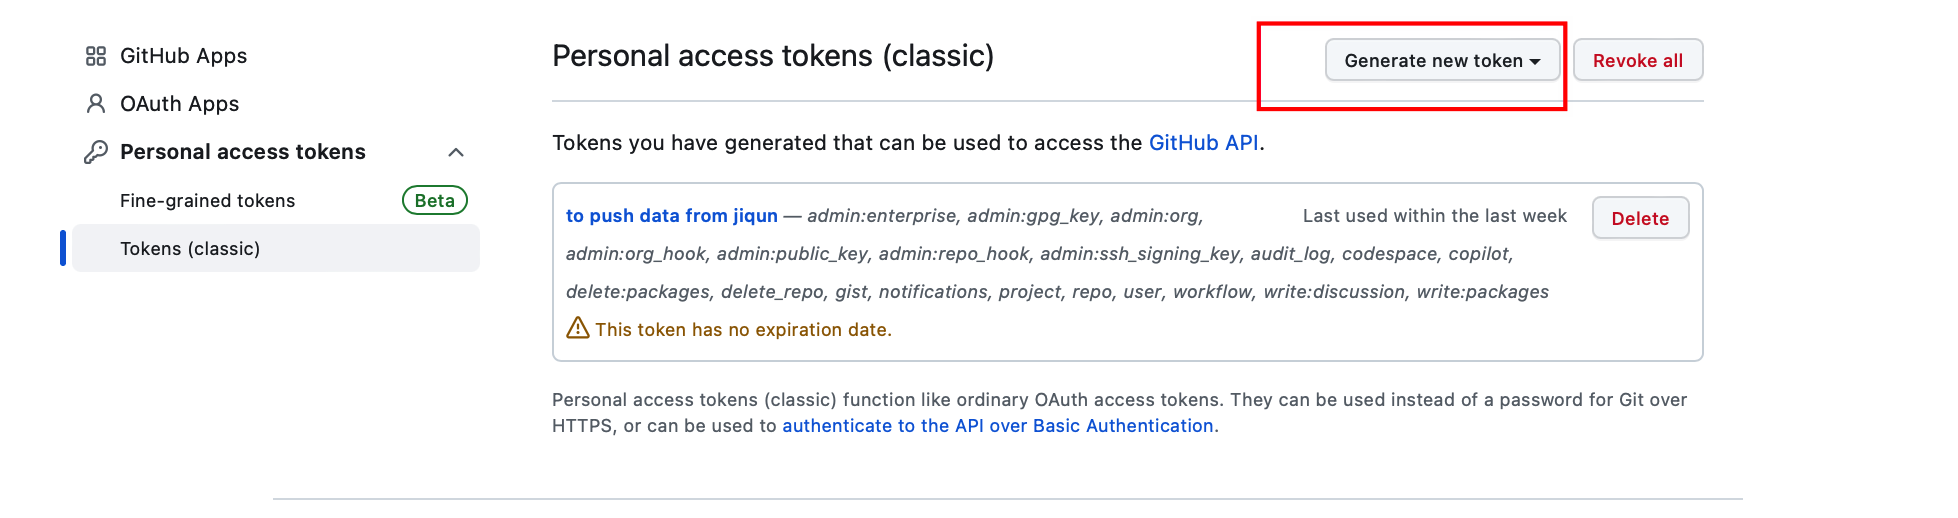 GitHub Apps
OAuth Apps
Personal access tokens
Fine-grained tokens
Beta
Tokens (classic)
Personal access tokens (classic)
Generate new token
Revoke all
Tokens you have generated that can be used to access the GitHub API.
to push data from jiqun — admin:enterprise, admin:gpg_key, admin:org,
Last used within the last week
Delete
admin:org_hook, admin:public_key, admin:repo_hook, admin:ssh_signing_key, audit_log, codespace, copilot,
delete:packages, delete_repo, gist, notifications, project, repo, user, workflow, write:discussion, write:packages
This token has no expiration date.
Personal access tokens (classic) function like ordinary OAuth access tokens. They can be used instead of a password for Git over
HTTPS, or can be used to authenticate to the API over Basic Authentication.